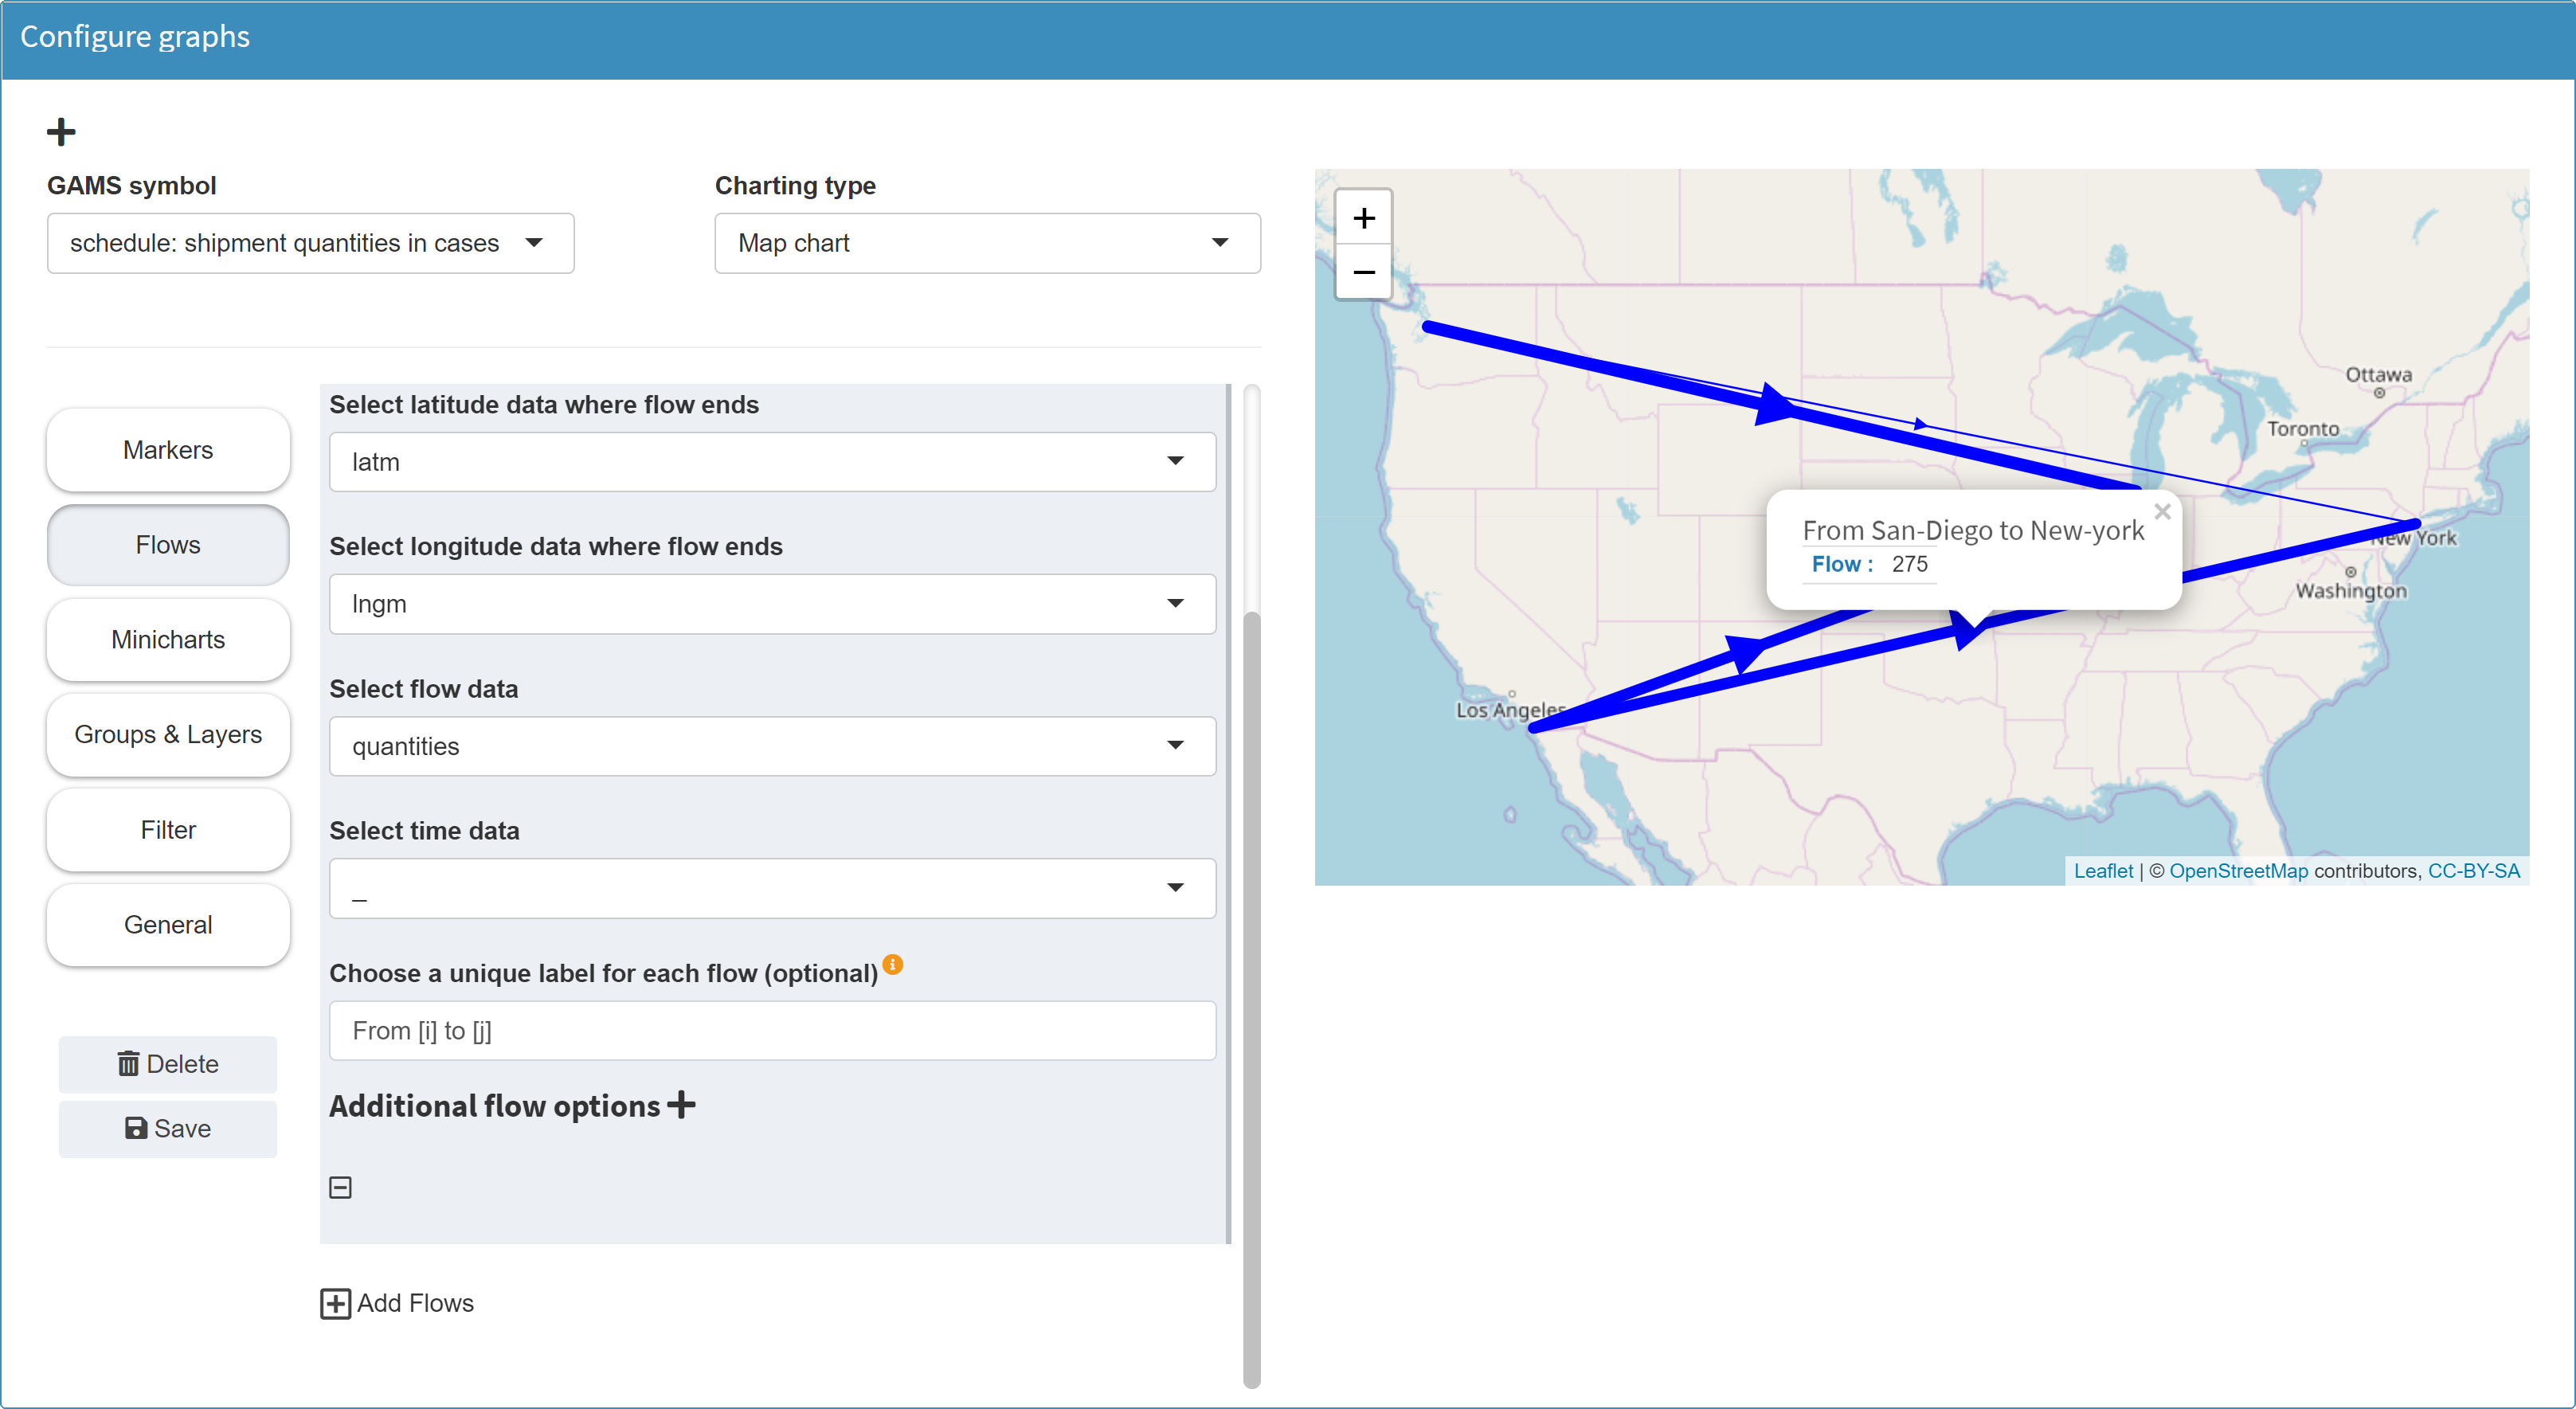 Configure graphs
GAMS symbol
schedule: shipment quantities in cases
Charting type
Map chart
Markers
Flows
Minicharts
Groups & Layers
Filter
General
Delete
Save
Select latitude data where flow ends
latm
Select longitude data where flow ends
lngm
Select flow data
quantities
Select time data
_
Choose a unique label for each flow (optional)
From [i] to [j]
Additional flow options
Add Flows
+
−
Ottawa
Toronto
From San-Diego to New-york
×
Flow : 275
New York
Washington
Los Angeles
Leaflet | © OpenStreetMap contributors, CC-BY-SA